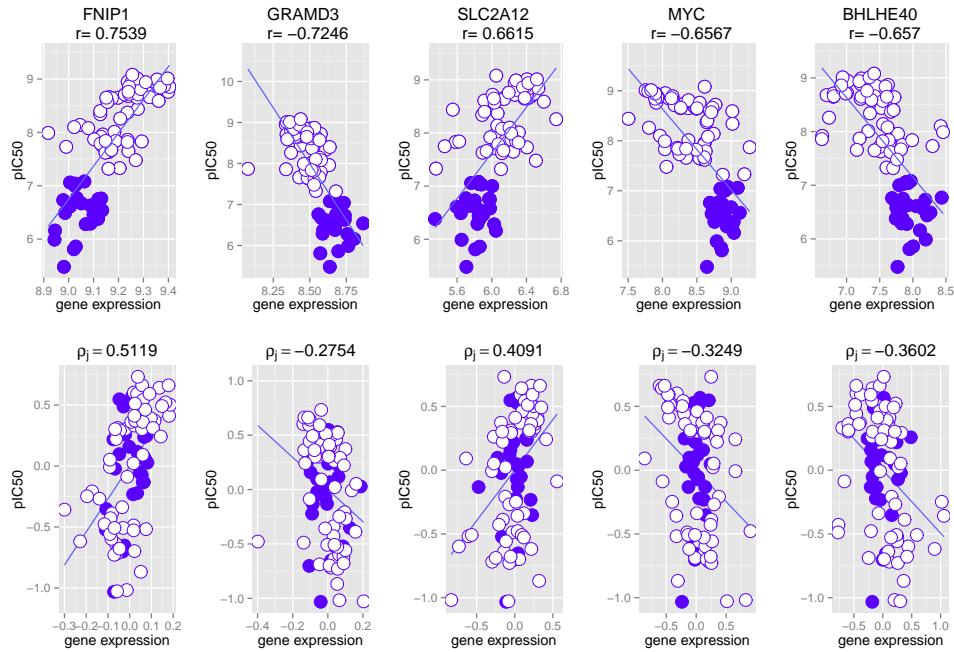 FNIP1 GRAMD3 SLC2A12 MYC BHLHE40
r= 0.7539 r= −0.7246 r= 0.6615 r= −0.6567 r= −0.657
pIC50 pIC50 pIC50 pIC50 pIC50
9 10 9 9 9
8 9 8 8 8
7 8 7 7 7
6 7 6 6 6
6
8.9 9.0 9.1 9.2 9.3 9.4 8.25 8.50 8.75 5.6 6.0 6.4 6.8 7.5 8.0 8.5 9.0 7.0 7.5 8.0 8.5
gene expression gene expression gene expression gene expression gene expression
ρj = 0.5119 ρj = −0.2754 ρj = 0.4091 ρj = −0.3249 ρj = −0.3602
pIC50 pIC50 pIC50 pIC50 pIC50
1.0
0.5 0.5 0.5 0.5 0.5
0.0 0.0 0.0 0.0 0.0
−0.5 −0.5 −0.5 −0.5 −0.5
−1.0 −1.0 −1.0 −1.0 −1.0
−0.3 −0.2 −0.1 0.0 0.1 0.2 −0.4 −0.2 0.0 0.2 −0.5 0.0 0.5 −0.5 0.0 0.5 −0.5 0.0 0.5 1.0
gene expression gene expression gene expression gene expression gene expression